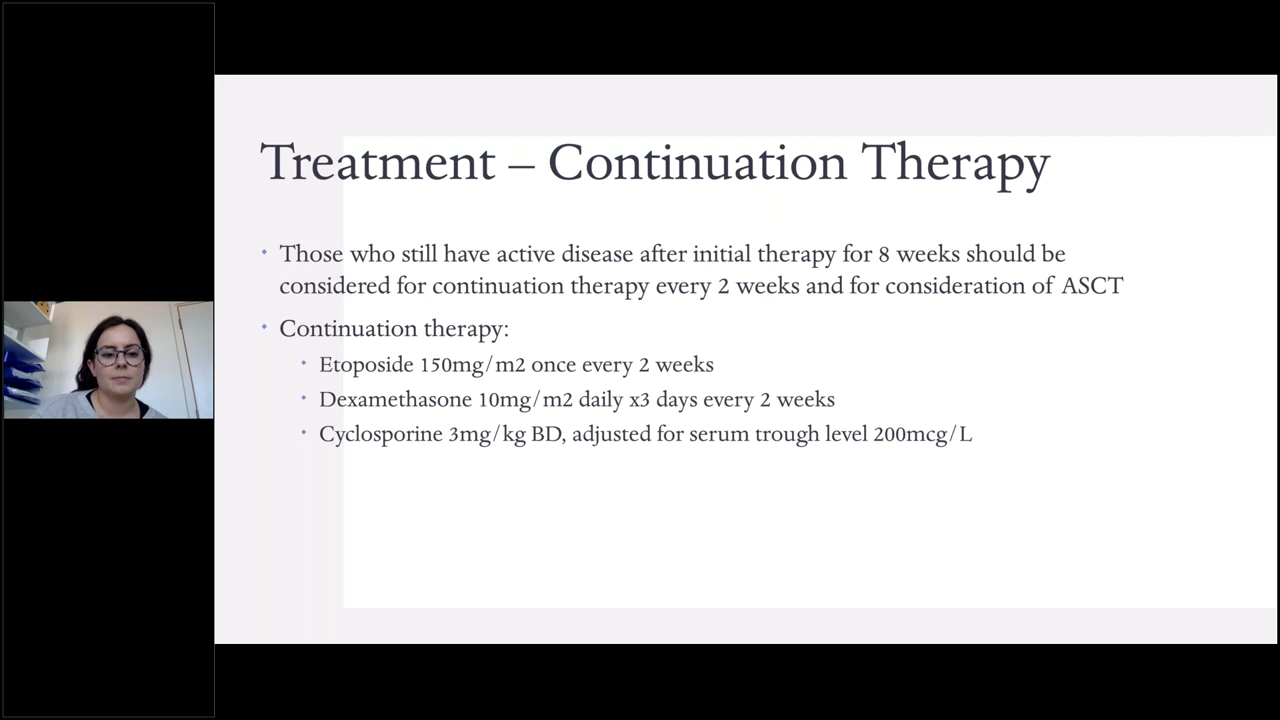 Treatment – Continuation Therapy
Those who still have active disease after initial therapy for 8 weeks should be
considered for continuation therapy every 2 weeks and for consideration of ASCT
Continuation therapy:
Etoposide 150mg/m2 once every 2 weeks
Dexamethasone 10mg/m2 daily x3 days every 2 weeks
Cyclosporine 3mg/kg BD, adjusted for serum trough level 200mcg/L